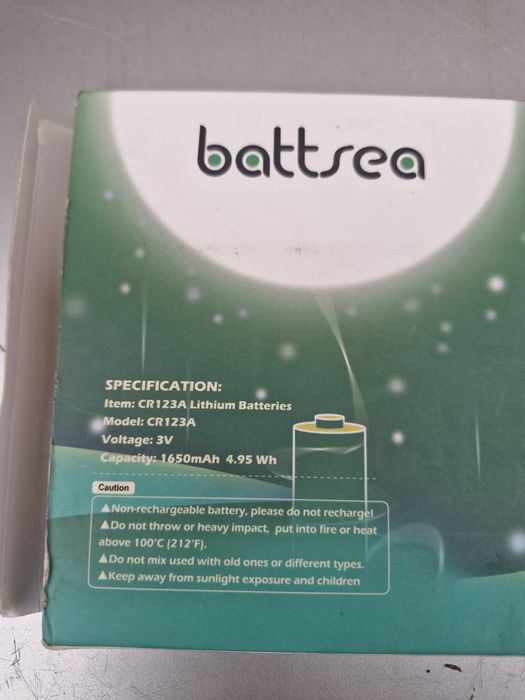 battsea
SPECIFICATION:
Item: CR123A Lithium Batteries
Model: CR123A
Voltage: 3V
Capacity: 1650mAh 4.95 Wh
Caution
▲Non-rechargeable battery, please do not recharge!
▲Do not throw or heavy impact, put into fire or heat
above 100°C (212°F).
▲Do not mix used with old ones or different types.
▲Keep away from sunlight exposure and children